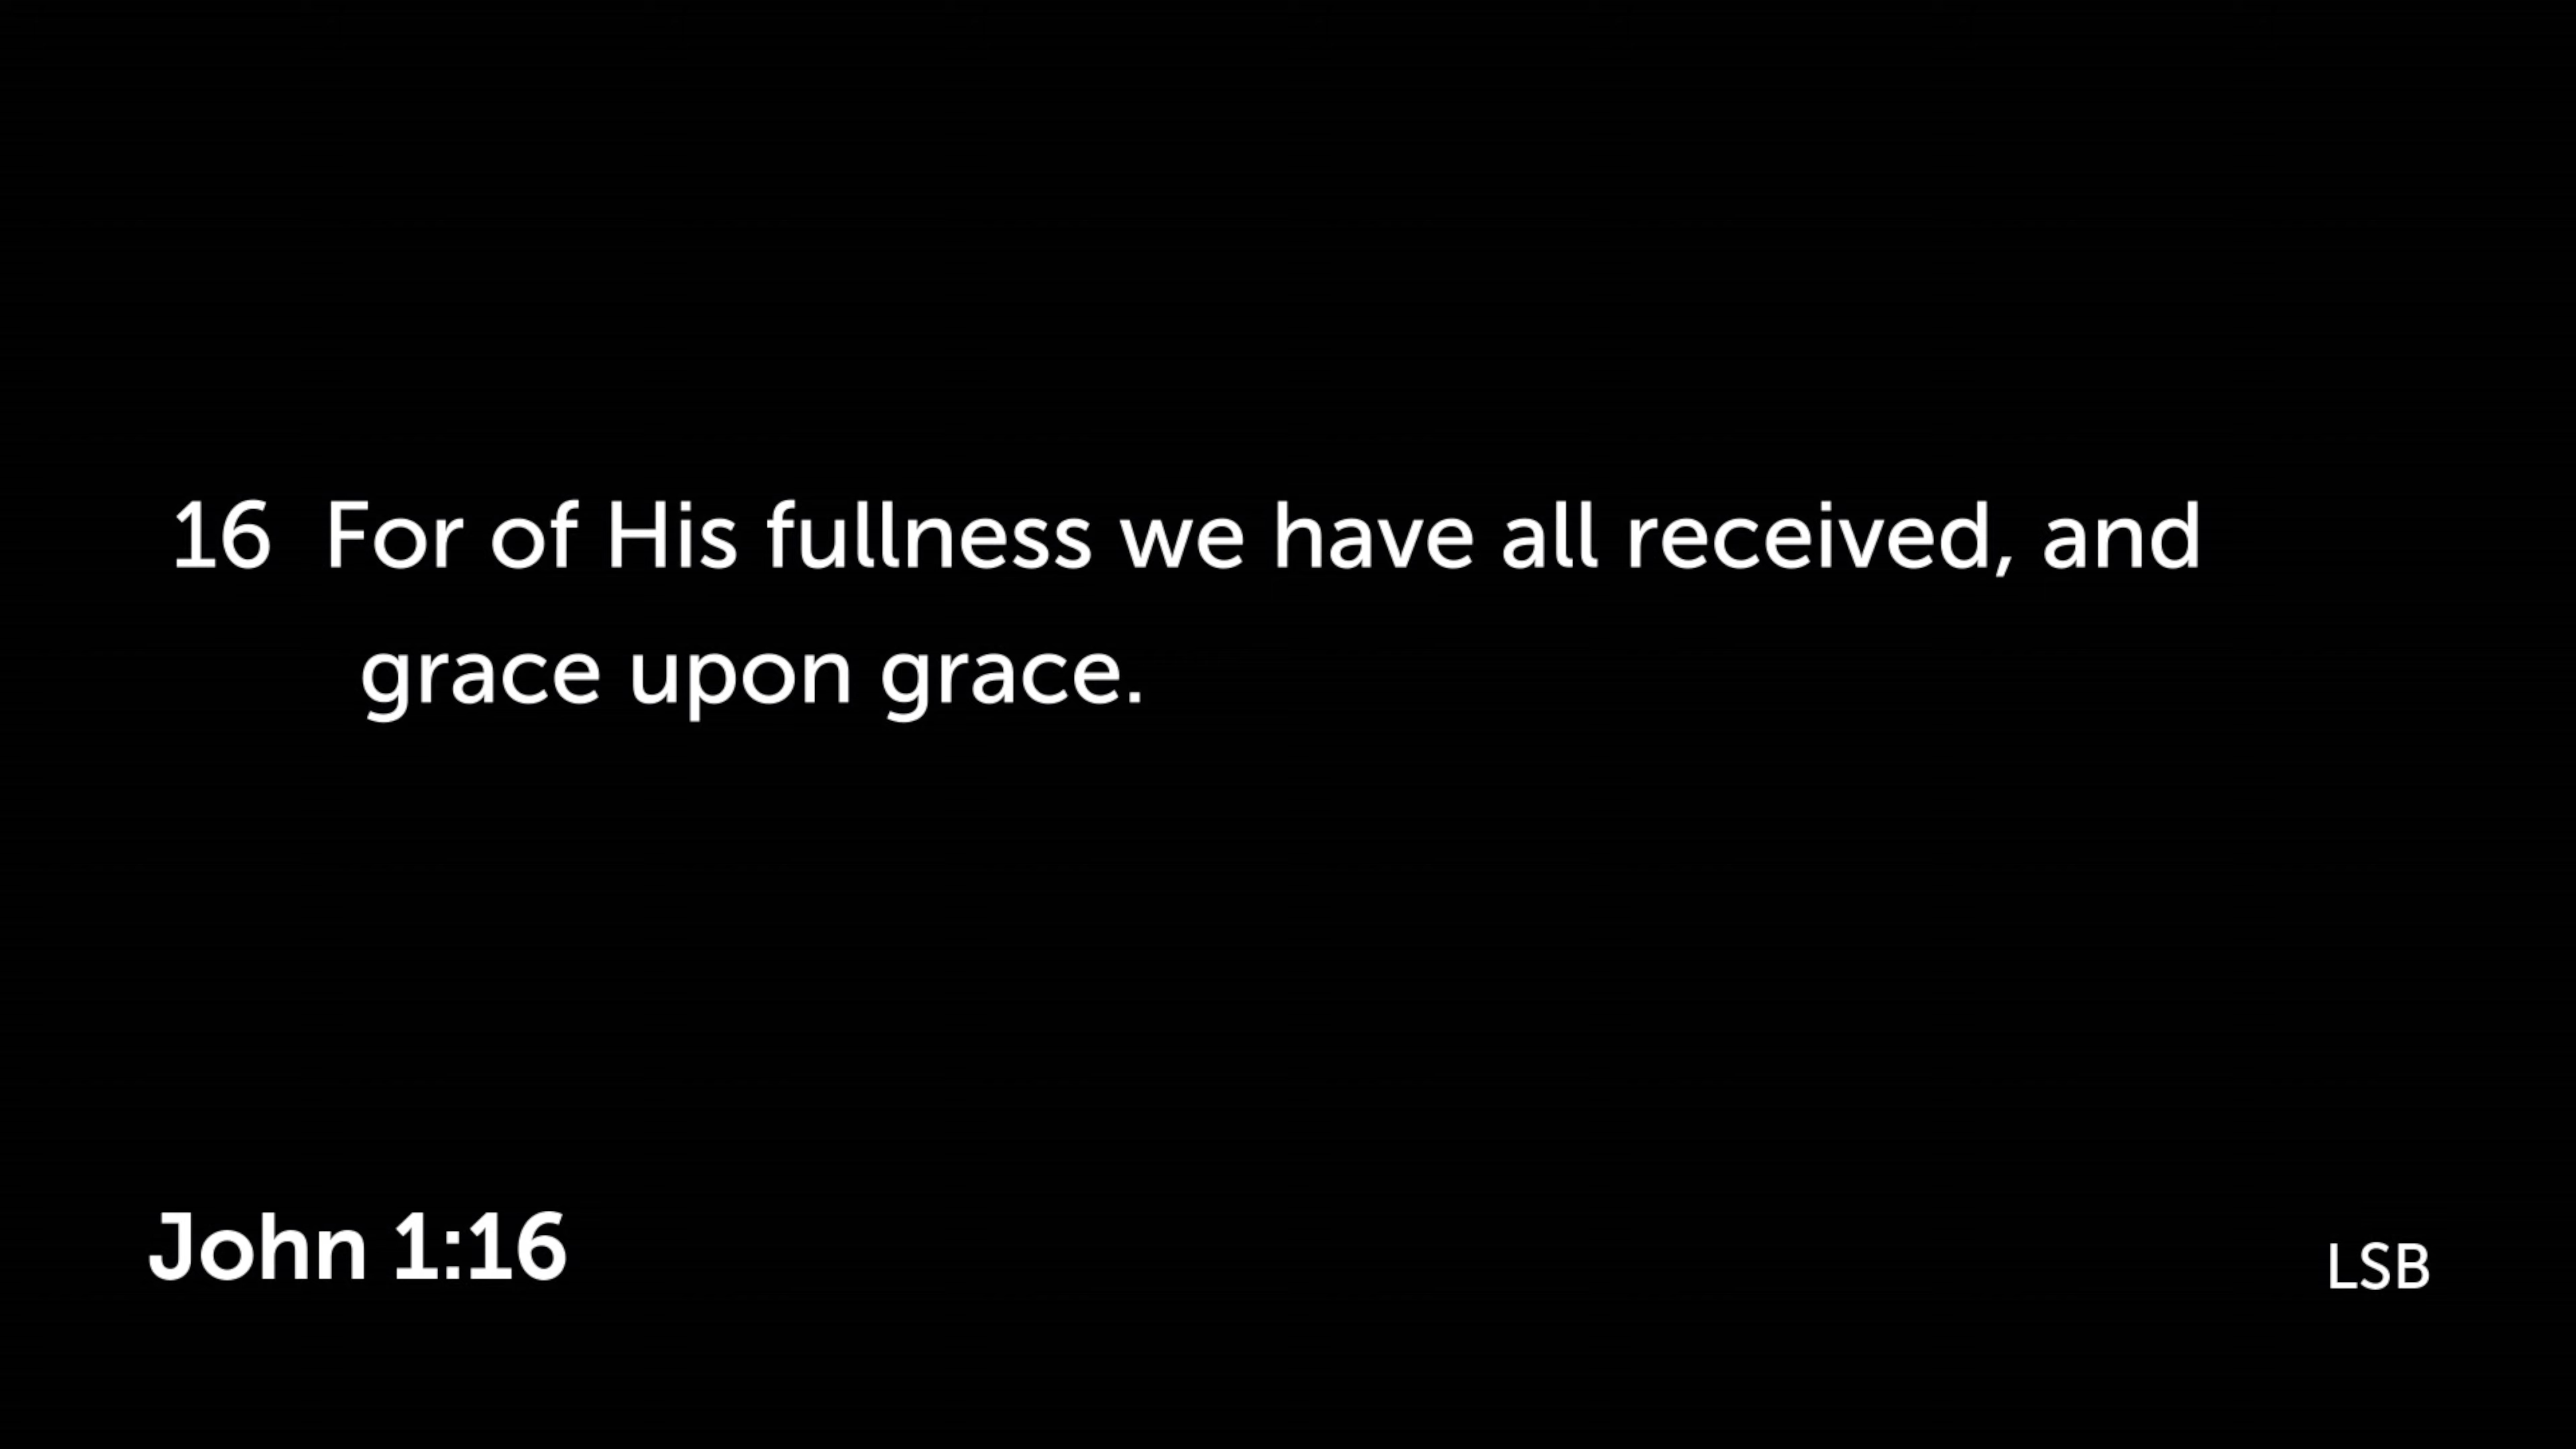 16 For of His fullness we have all received, and
grace upon grace.
John 1:16
LSB